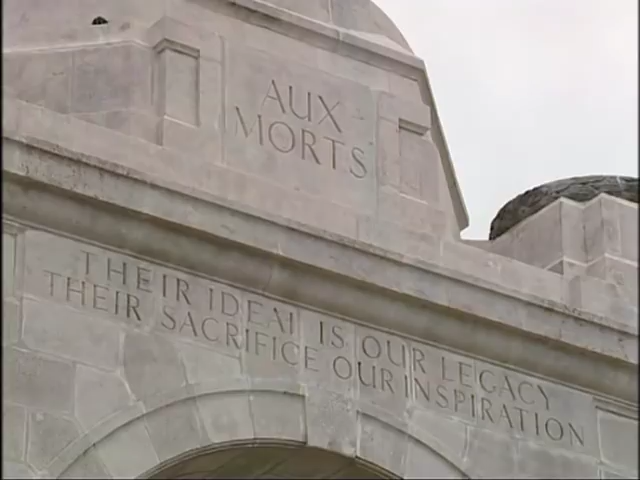 AUX
MORTS
THEIR IDEAL IS OUR LEGACY
THEIR SACRIFICE OUR INSPIRATION